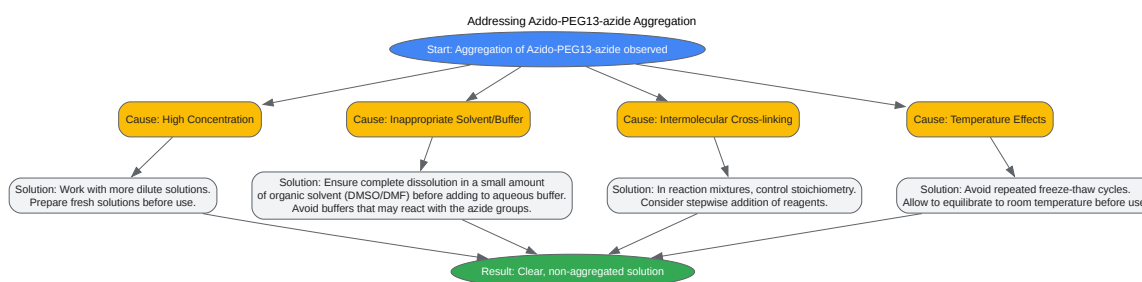 Addressing Azido-PEG13-azide Aggregation
Start: Aggregation of Azido-PEG13-azide observed
Cause: High Concentration
Cause: Inappropriate Solvent/Buffer
Cause: Intermolecular Cross-linking
Cause: Temperature Effects
Solution: Work with more dilute solutions.
Prepare fresh solutions before use.
Solution: Ensure complete dissolution in a small amount
of organic solvent (DMSO/DMF) before adding to aqueous buffer.
Avoid buffers that may react with the azide groups.
Solution: In reaction mixtures, control stoichiometry.
Consider stepwise addition of reagents.
Solution: Avoid repeated freeze-thaw cycles.
Allow to equilibrate to room temperature before use
Result: Clear, non-aggregated solution